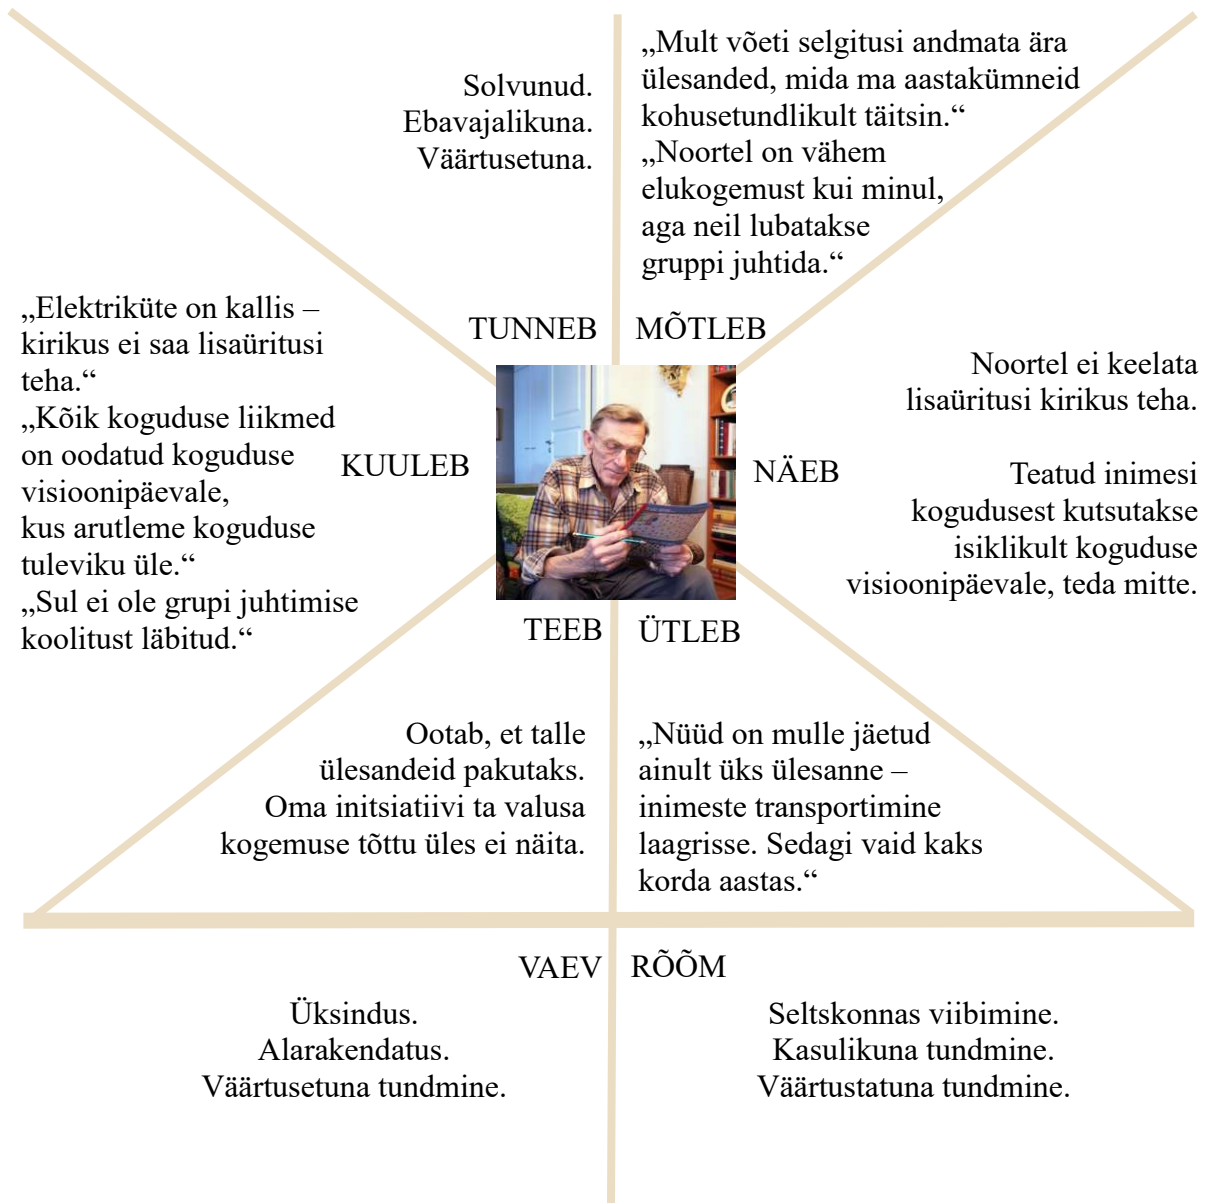 Solvunud.
Ebavajalikuna.
Väärtusetuna.
TUNNEB
„Mult võeti selgitusi andmata ära
ülesanded, mida ma aastakümneid
kohusetundlikult täitsin.“
„Noortel on vähem
elukogemust kui minul,
aga neil lubatakse
gruppi juhtida.“
MÕTLEB
„Elektriküte on kallis –
kirikus ei saa lisaüritusi
teha.“
„Kõik koguduse liikmed
on oodatud koguduse
visioonipäevale,
kus arutleme koguduse
tuleviku üle.“
„Sul ei ole grupi juhtimise
koolitust läbitud.“
KUULEB
NÄEB
Noortel ei keelata
lisaüritusi kirikus teha.
Teatud inimesi
kogudusest kutsutakse
isiklikult koguduse
visioonipäevale, teda mitte.
TEEB
Ootab, et talle
ülesandeid pakutaks.
Oma initsiatiivi ta valusa
kogemuse tõttu üles ei näita.
ÜTLEB
„Nüüd on mulle jäetud
ainult üks ülesanne –
inimeste transportimine
laagrisse. Sedagi vaid kaks
korda aastas.“
VAEV
Üksindus.
Alarakendatus.
Väärtusetuna tundmine.
RÕÕM
Seltskonnas viibimine.
Kasulikuna tundmine.
Väärtustatuna tundmine.